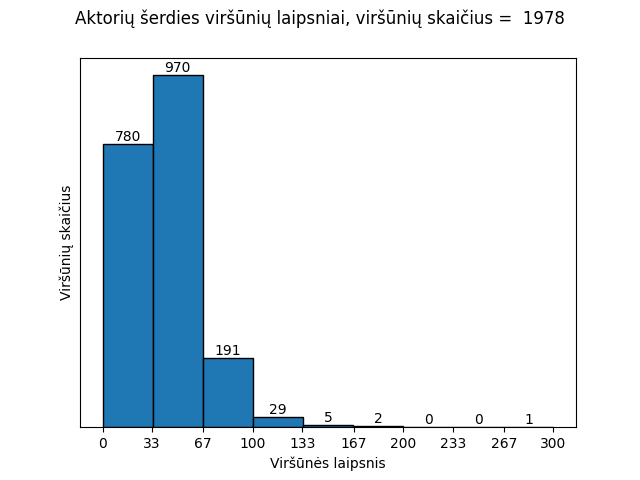 Aktorių šerdies viršūnių laipsniai, viršūnių skaičius =  1978
970
780
191
29
5
2
0
0
1
Viršūnių skaičius
0 33 67 100 133 167 200 233 267 300
Viršūnės laipsnis